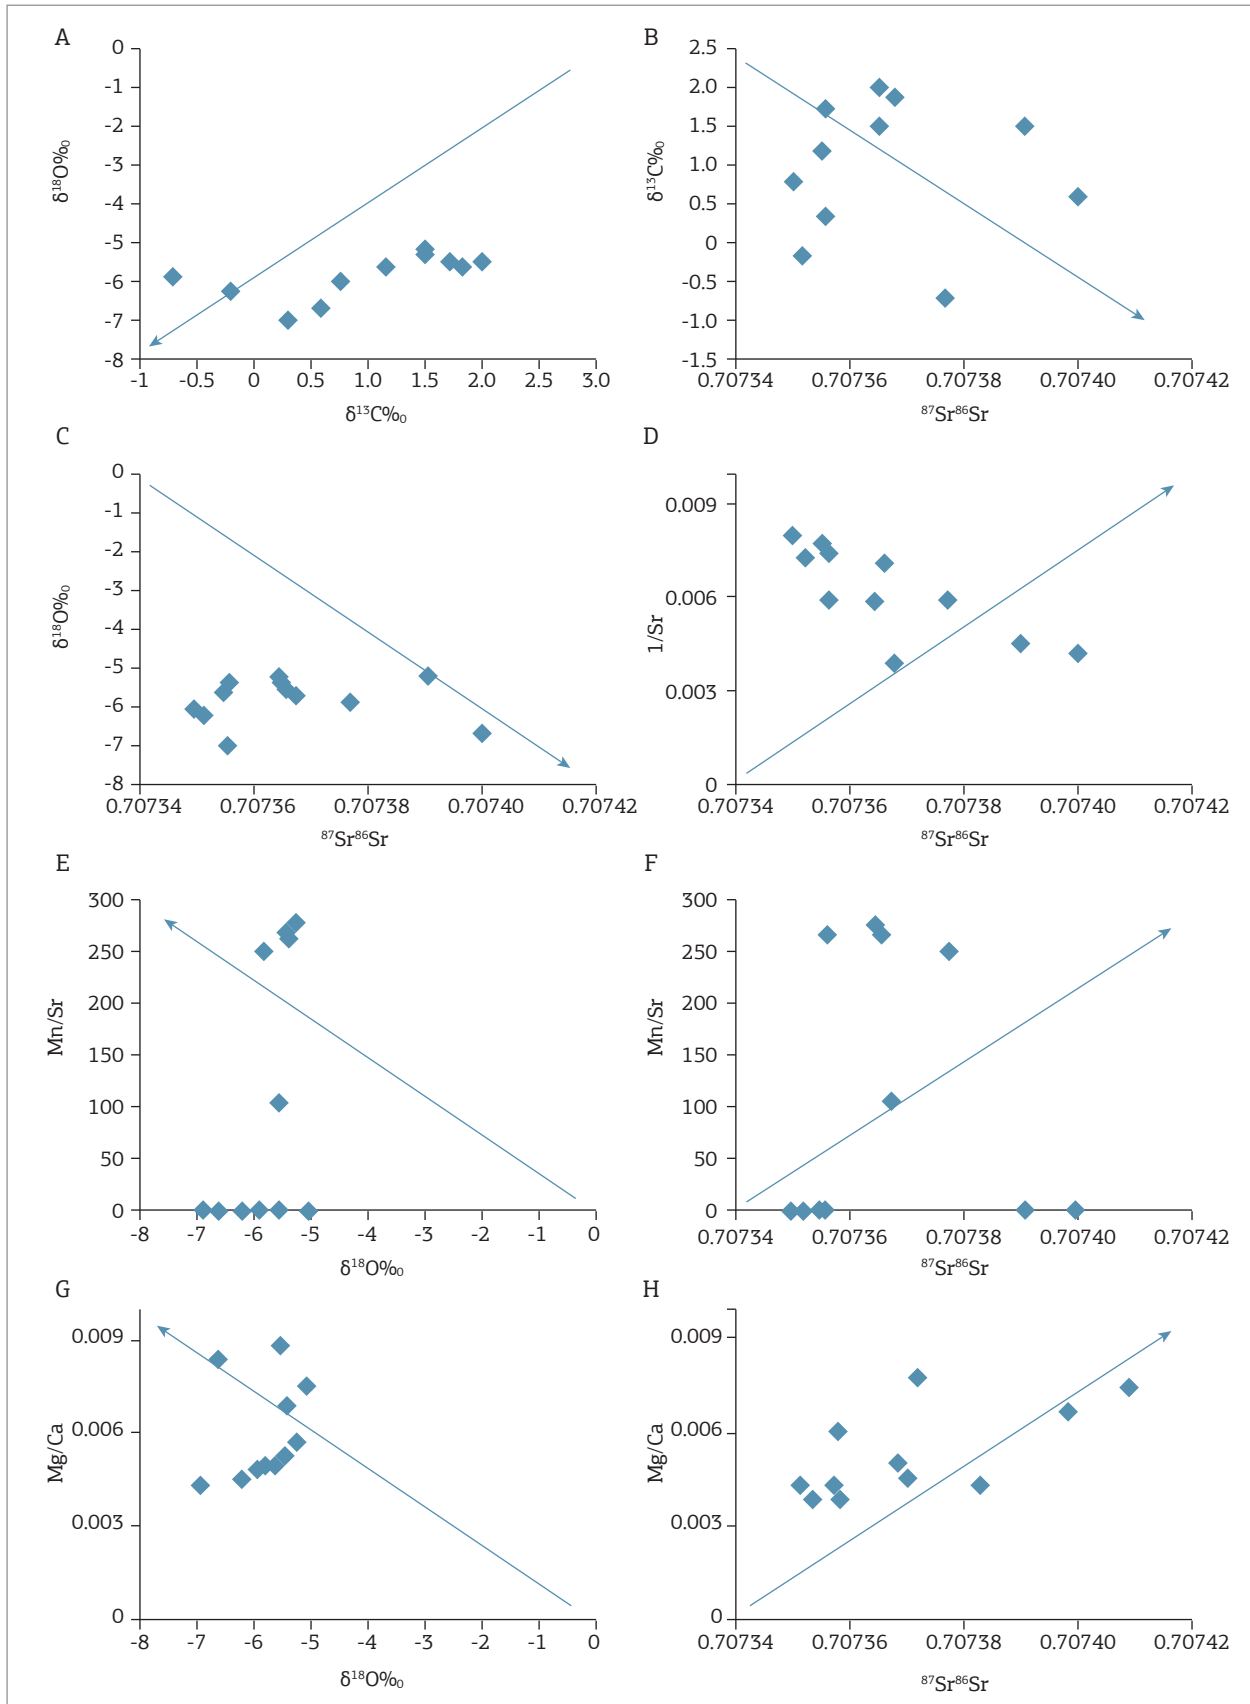 A
0
-1
-2
-3
-4
-5
-6
-7
-8
δ¹⁸O‰
-1 -0.5 0 0.5 1.0 1.5 2.0 2.5 3.0
δ¹³C‰
B
2.5
2.0
1.5
1.0
0.5
0
-0.5
-1.0
-1.5
δ¹³C‰
0.70734 0.70736 0.70738 0.70740 0.70742
⁸⁷Sr⁸⁶Sr
C
0
-1
-2
-3
-4
-5
-6
-7
-8
δ¹⁸O‰
0.70734 0.70736 0.70738 0.70740 0.70742
⁸⁷Sr⁸⁶Sr
D
0.009
0.006
0.003
0
1/Sr
0.70734 0.70736 0.70738 0.70740 0.70742
⁸⁷Sr⁸⁶Sr
E
300
250
200
150
100
50
0
Mn/Sr
-8 -7 -6 -5 -4 -3 -2 -1 0
δ¹⁸O‰
F
300
250
200
150
100
50
0
Mn/Sr
0.70734 0.70736 0.70738 0.70740 0.70742
⁸⁷Sr⁸⁶Sr
G
0.009
0.006
0.003
0
Mg/Ca
-8 -7 -6 -5 -4 -3 -2 -1 0
δ¹⁸O‰
H
0.009
0.006
0.003
0
Mg/Ca
0.70734 0.70736 0.70738 0.70740 0.70742
⁸⁷Sr⁸⁶Sr